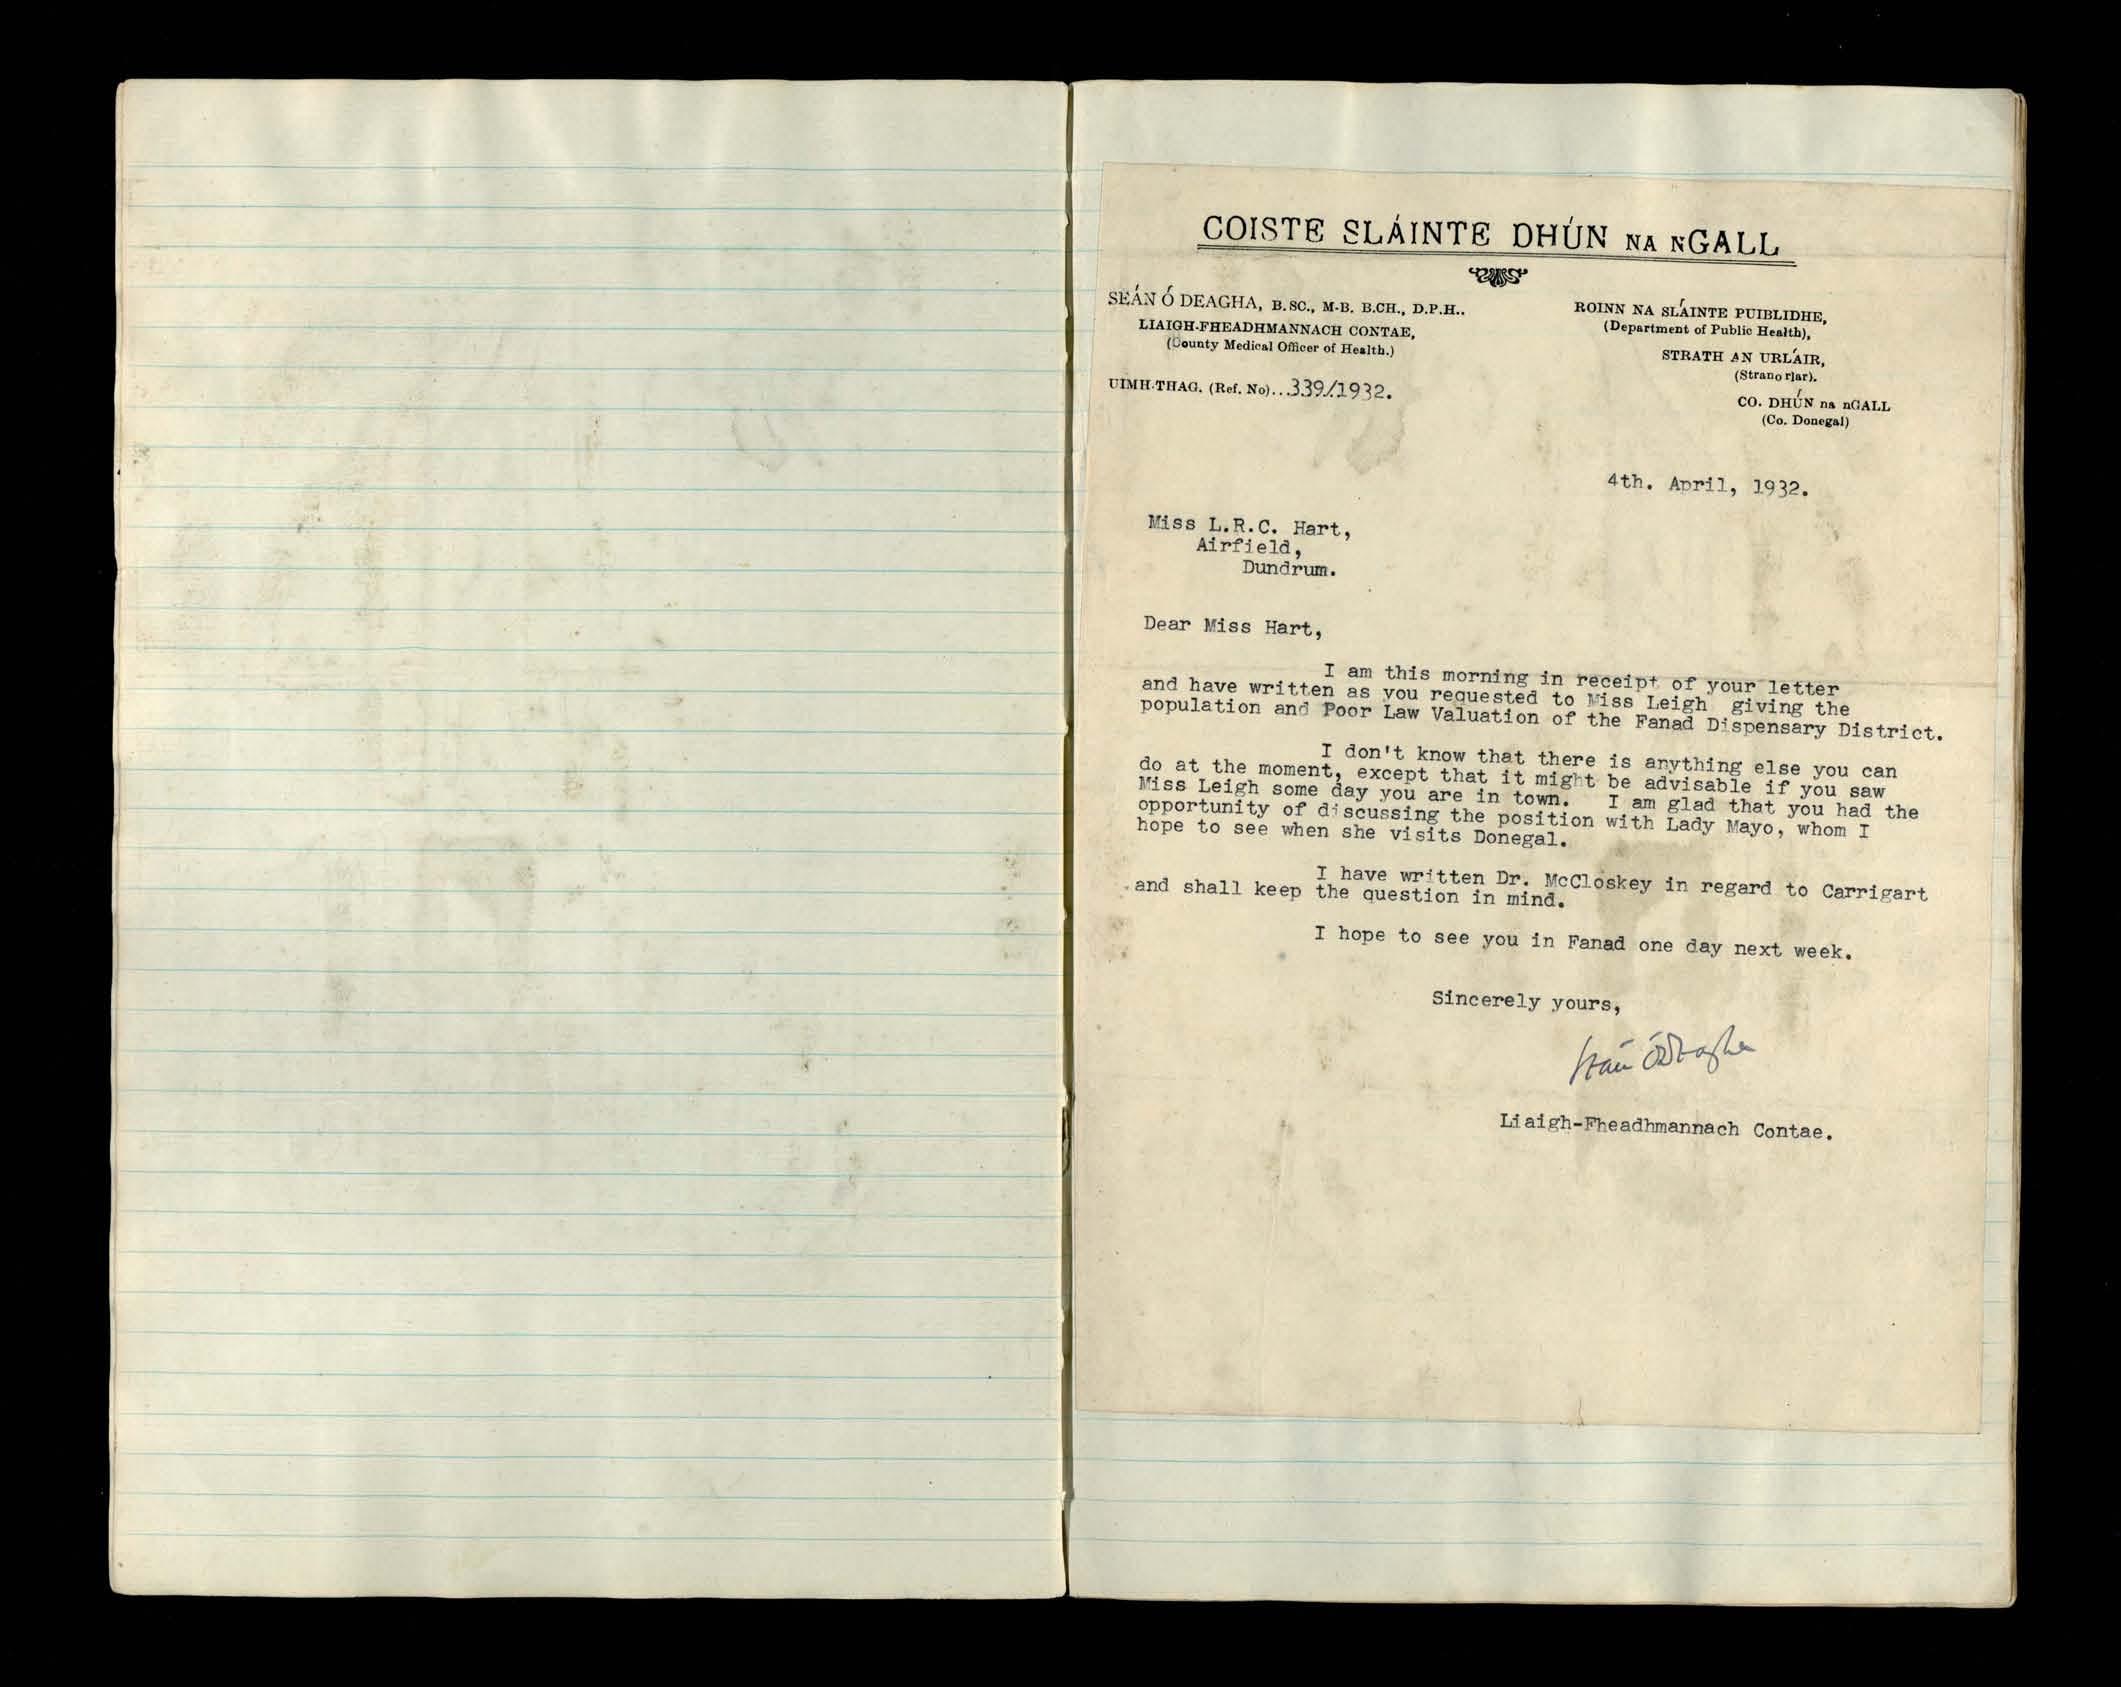 COISTE SLÁINTE DHÚN NA NGALL
SEÁN Ó DEAGHA, B.SC., M.B. B.CH., D.P.H..
LIAIGH-FHEADHMANNACH CONTAE,
(County Medical Officer of Health.)
UIMH.THAG. (Ref. No)...339/1932.
ROINN NA SLÁINTE PUIBLIDHE,
(Department of Public Health),
STRATH AN URLÁIR,
(Stranorlar).
CO. DHÚN na nGALL
(Co. Donegal)
4th. April, 1932.
Miss L.R.C. Hart,
Airfield,
Dundrum.
Dear Miss Hart,
I am this morning in receipt of your letter
and have written as you requested to Miss Leigh giving the
population and Poor Law Valuation of the Fanad Dispensary District.
I don't know that there is anything else you can
do at the moment, except that it might be advisable if you saw
Miss Leigh some day you are in town. I am glad that you had the
opportunity of discussing the position with Lady Mayo, whom I
hope to see when she visits Donegal.
I have written Dr. McCloskey in regard to Carrigart
and shall keep the question in mind.
I hope to see you in Fanad one day next week.
Sincerely yours,
Seán ÓDeagha
Liaigh-Fheadhmannach Contae.